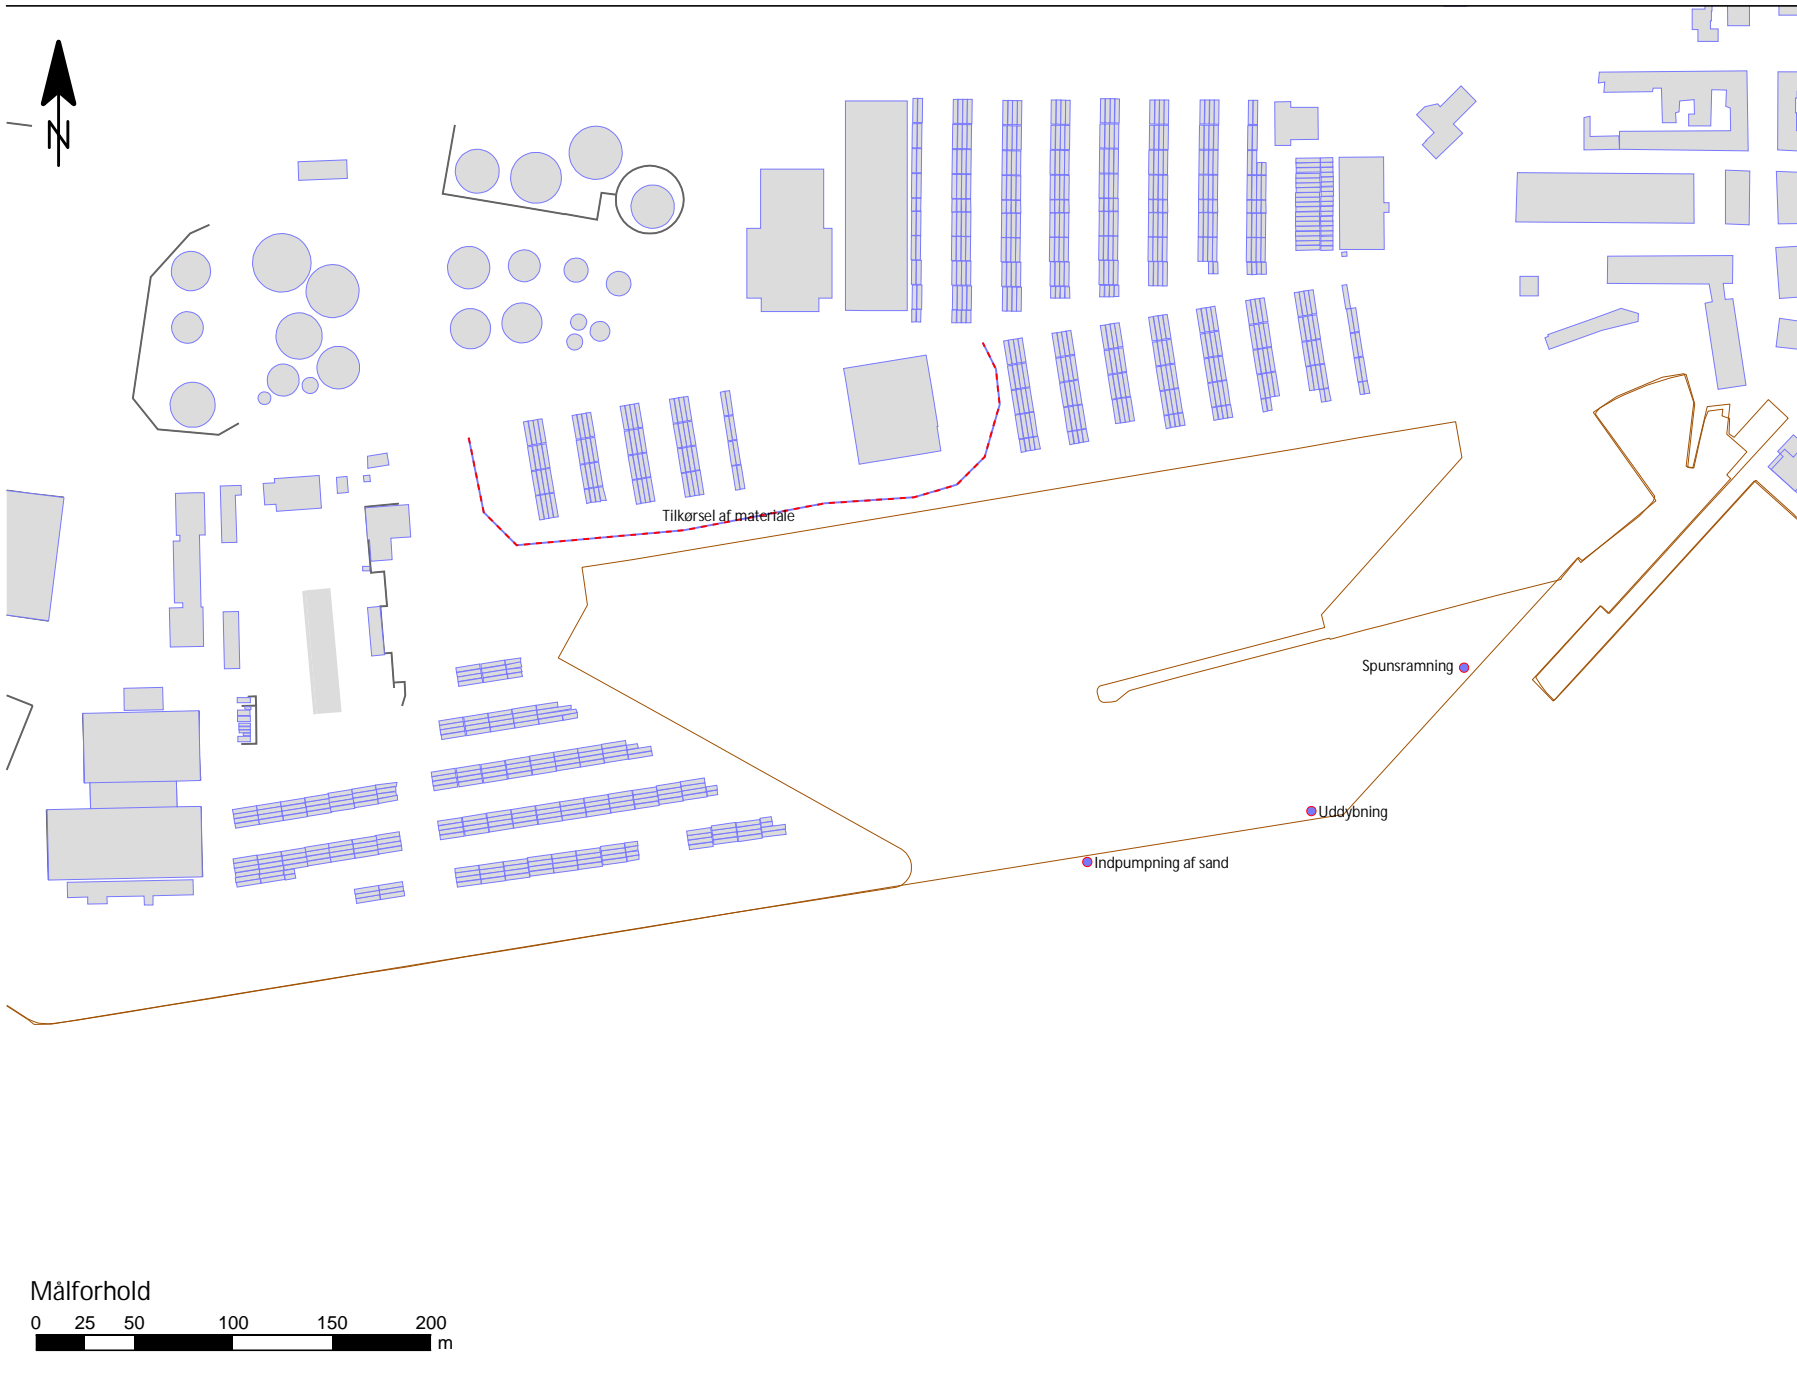 N
Tilkørsel af materiale
Spunsramning
Uddybning
Indpumpning af sand
Målforhold
0 25 50 100 150 200
m